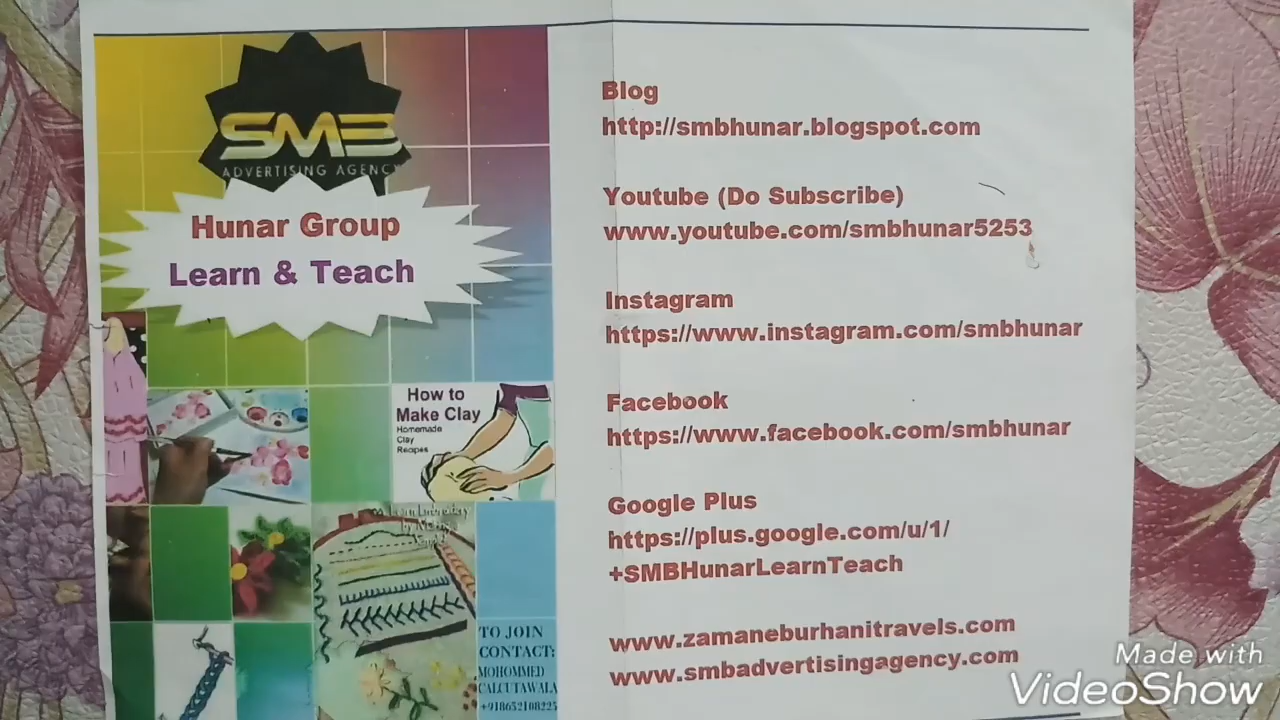 SMB
ADVERTISING AGENCY
Hunar Group
Learn & Teach
How to
Make Clay
Homemade
Clay
Recipes
Learn Embroidery
TO JOIN
CONTACT:
MOHOMMED
CALCUTAWALA
Blog
http://smbhunar.blogspot.com
Youtube (Do Subscribe)
www.youtube.com/smbhunar5253
Instagram
https://www.instagram.com/smbhunar
Facebook
https://www.facebook.com/smbhunar
Google Plus
https://plus.google.com/u/1/
+SMBHunarLearnTeach
www.zamaneburhanitravels.com
www.smbadvertisingagency.com
Made with
VideoShow